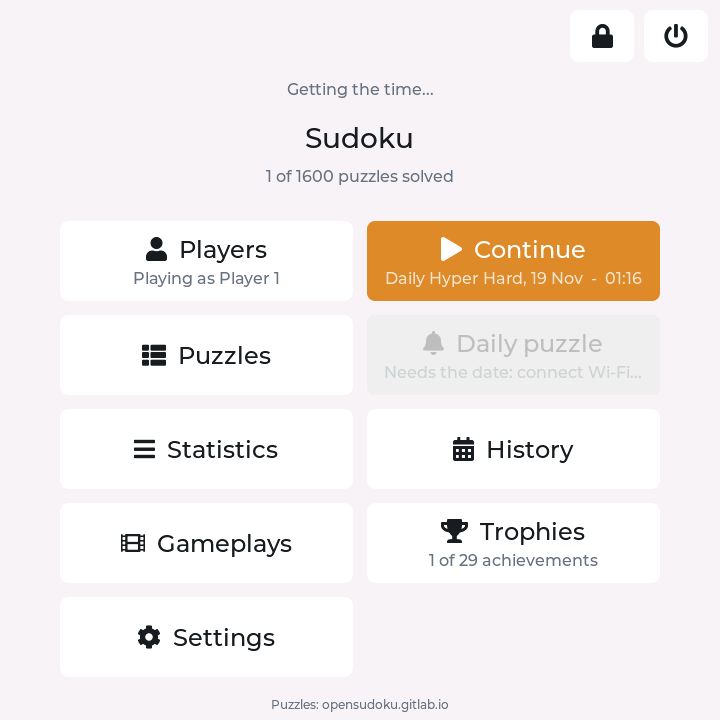 Getting the time...
Sudoku
1 of 1600 puzzles solved
Players
Playing as Player 1
Continue
Daily Hyper Hard, 19 Nov - 01:16
Puzzles
Daily puzzle
Needs the date: connect Wi-Fi...
Statistics
History
Gameplays
Trophies
1 of 29 achievements
Settings
Puzzles: opensudoku.gitlab.io